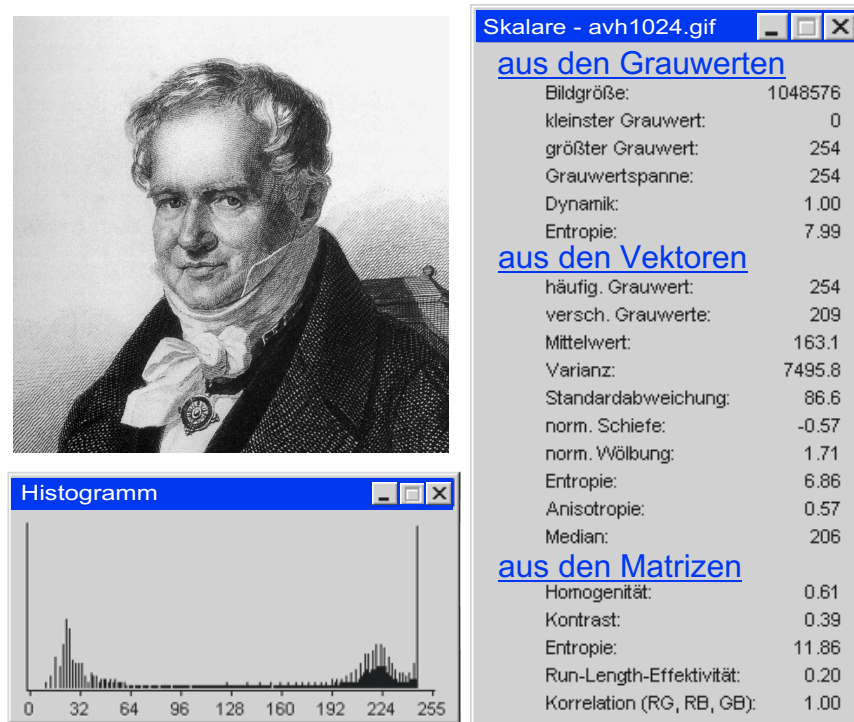 Skalare - avh1024.gif
aus den Grauwerten
Bildgröße: 1048576
kleinster Grauwert: 0
größter Grauwert: 254
Grauwertspanne: 254
Dynamik: 1.00
Entropie: 7.99
aus den Vektoren
häufig. Grauwert: 254
versch. Grauwerte: 209
Mittelwert: 163.1
Varianz: 7495.8
Standardabweichung: 86.6
norm. Schiefe: -0.57
norm. Wölbung: 1.71
Entropie: 6.86
Anisotropie: 0.57
Median: 206
aus den Matrizen
Homogenität: 0.61
Kontrast: 0.39
Entropie: 11.86
Run-Length-Effektivität: 0.20
Korrelation (RG, RB, GB): 1.00
Histogramm
0 32 64 96 128 160 192 224 255